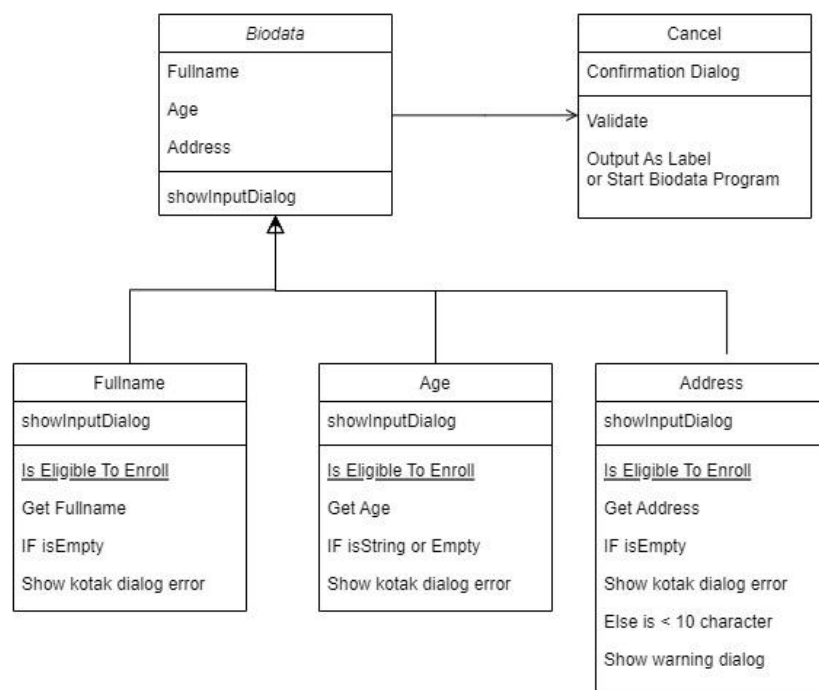 Biodata
Fullname
Age
Address
showInputDialog
Cancel
Confirmation Dialog
Validate
Output As Label
or Start Biodata Program
Fullname
showInputDialog
Is Eligible To Enroll
Get Fullname
IF isEmpty
Show kotak dialog error
Age
showInputDialog
Is Eligible To Enroll
Get Age
IF isString or Empty
Show kotak dialog error
Address
showInputDialog
Is Eligible To Enroll
Get Address
IF isEmpty
Show kotak dialog error
Else is < 10 character
Show warning dialog